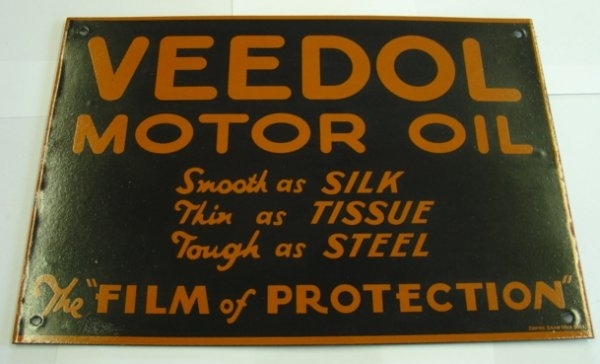 VEEDOL
MOTOR OIL
Smooth as SILK
Thin as TISSUE
Tough as STEEL
The "FILM of PROTECTION"